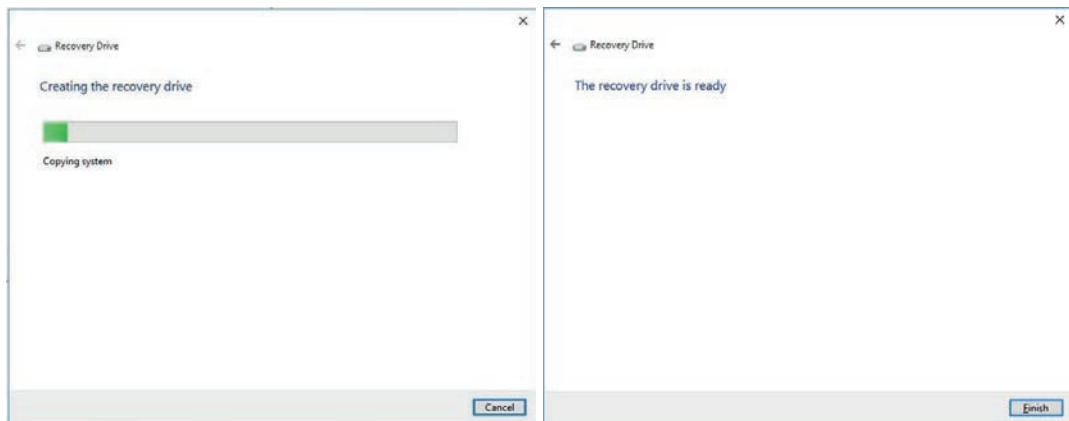 Recovery Drive
Creating the recovery drive
Copying system
Cancel
Recovery Drive
The recovery drive is ready
Finish